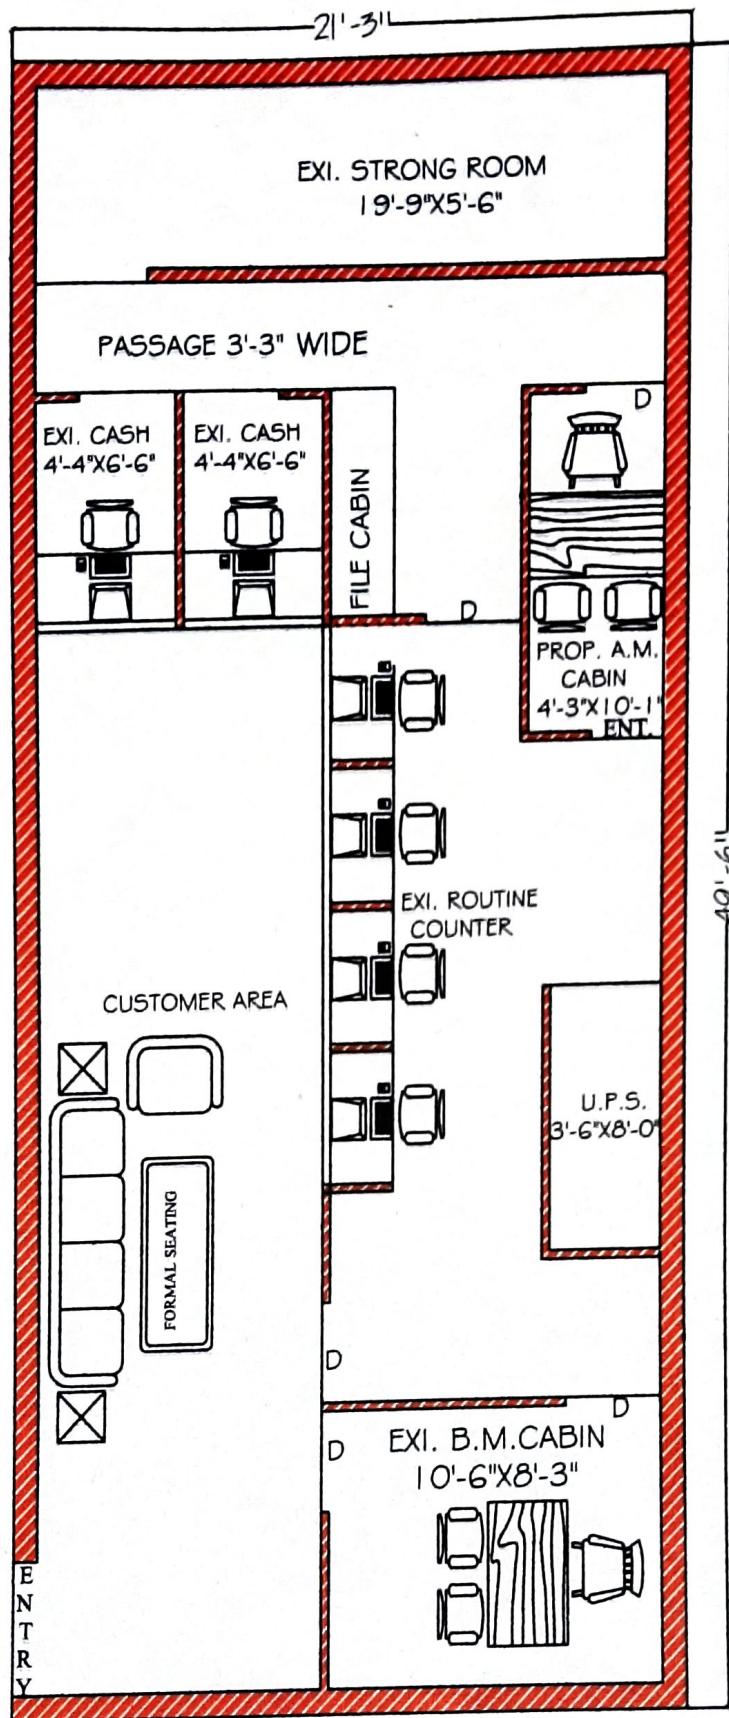 21'-3"
EXI. STRONG ROOM
19'-9"X5'-6"
PASSAGE 3'-3" WIDE
EXI. CASH
4'-4"X6'-6"
EXI. CASH
4'-4"X6'-6"
FILE CABIN
D
D
PROP. A.M.
CABIN
4'-3"X10'-1"
ENT.
EXI. ROUTINE
COUNTER
CUSTOMER AREA
U.P.S.
3'-6"X8'-0"
FORMAL SEATING
D
D
D
EXI. B.M.CABIN
10'-6"X8'-3"
ENTRY